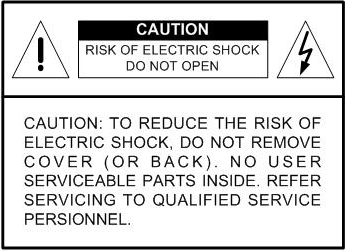 CAUTION
RISK OF ELECTRIC SHOCK
DO NOT OPEN
CAUTION: TO REDUCE THE RISK OF
ELECTRIC SHOCK, DO NOT REMOVE
COVER (OR BACK). NO USER
SERVICEABLE PARTS INSIDE. REFER
SERVICING TO QUALIFIED SERVICE
PERSIONNEL.